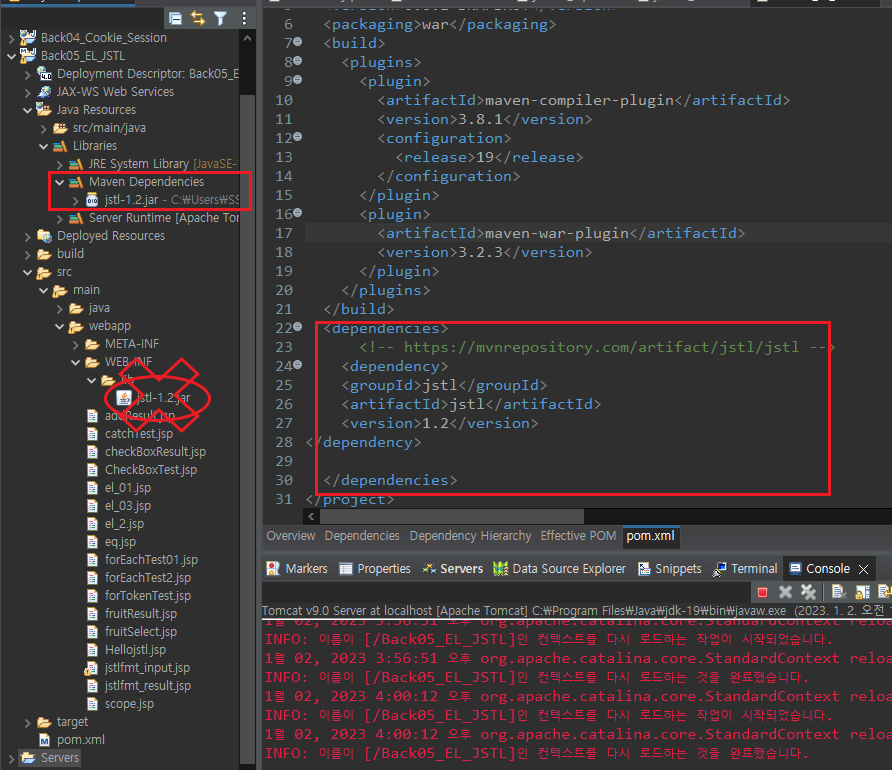 Back04_Cookie_Session
Back05_EL_JSTL
Deployment Descriptor: Back05_E
JAX-WS Web Services
Java Resources
src/main/java
Libraries
JRE System Library [JavaSE-
Maven Dependencies
jstl-1.2.jar - C:₩Users₩SS
Server Runtime [Apache Tor
Deployed Resources
build
src
main
java
webapp
META-INF
WEB-INF
lib
jstl-1.2.jar
addResult.jsp
catchTest.jsp
checkBoxResult.jsp
CheckBoxTest.jsp
el_01.jsp
el_03.jsp
el_2.jsp
eq.jsp
forEachTest01.jsp
forEachTest2.jsp
forTokenTest.jsp
fruitResult.jsp
fruitSelect.jsp
Hellojstl.jsp
jstlfmt_input.jsp
jstlfmt_result.jsp
scope.jsp
target
pom.xml
Servers
6 <packaging>war</packaging>
7 <build>
8 <plugins>
9 <plugin>
10 <artifactId>maven-compiler-plugin</artifactId>
11 <version>3.8.1</version>
12 <configuration>
13 <release>19</release>
14 </configuration>
15 </plugin>
16 <plugin>
17 <artifactId>maven-war-plugin</artifactId>
18 <version>3.2.3</version>
19 </plugin>
20 </plugins>
21 </build>
22 <dependencies>
23 <!-- https://mvnrepository.com/artifact/jstl/jstl -->
24 <dependency>
25 <groupId>jstl</groupId>
26 <artifactId>jstl</artifactId>
27 <version>1.2</version>
28 </dependency>
29
30 </dependencies>
31 </project>
Overview Dependencies Dependency Hierarchy Effective POM pom.xml
Markers Properties Servers Data Source Explorer Snippets Terminal Console
Tomcat v9.0 Server at localhost [Apache Tomcat] C:₩Program Files₩Java₩jdk-19₩bin₩javaw.exe (2023. 1. 2. 오전
1월 02, 2023 3:56:51 오후 org.apache.catalina.core.StandardContext reloa
INFO: 이름이 [/Back05_EL_JSTL]인 컨텍스트를 다시 로드하는 작업이 시작되었습니다.
1월 02, 2023 3:56:51 오후 org.apache.catalina.core.StandardContext reloa
INFO: 이름이 [/Back05_EL_JSTL]인 컨텍스트를 다시 로드하는 것을 완료했습니다.
1월 02, 2023 4:00:12 오후 org.apache.catalina.core.StandardContext reloa
INFO: 이름이 [/Back05_EL_JSTL]인 컨텍스트를 다시 로드하는 작업이 시작되었습니다.
1월 02, 2023 4:00:12 오후 org.apache.catalina.core.StandardContext reloa
INFO: 이름이 [/Back05_EL_JSTL]인 컨텍스트를 다시 로드하는 것을 완료했습니다.